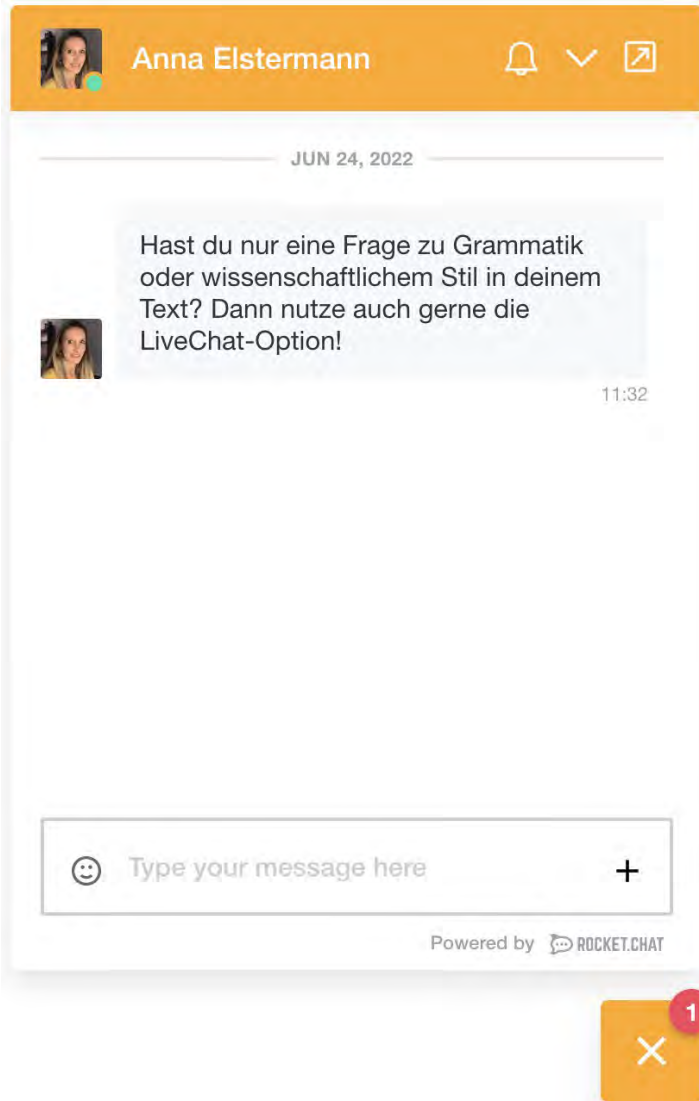 Anna Elstermann
JUN 24, 2022
Hast du nur eine Frage zu Grammatik
oder wissenschaftlichem Stil in deinem
Text? Dann nutze auch gerne die
LiveChat-Option!
11:32
Type your message here
Powered by ROCKET.CHAT
1